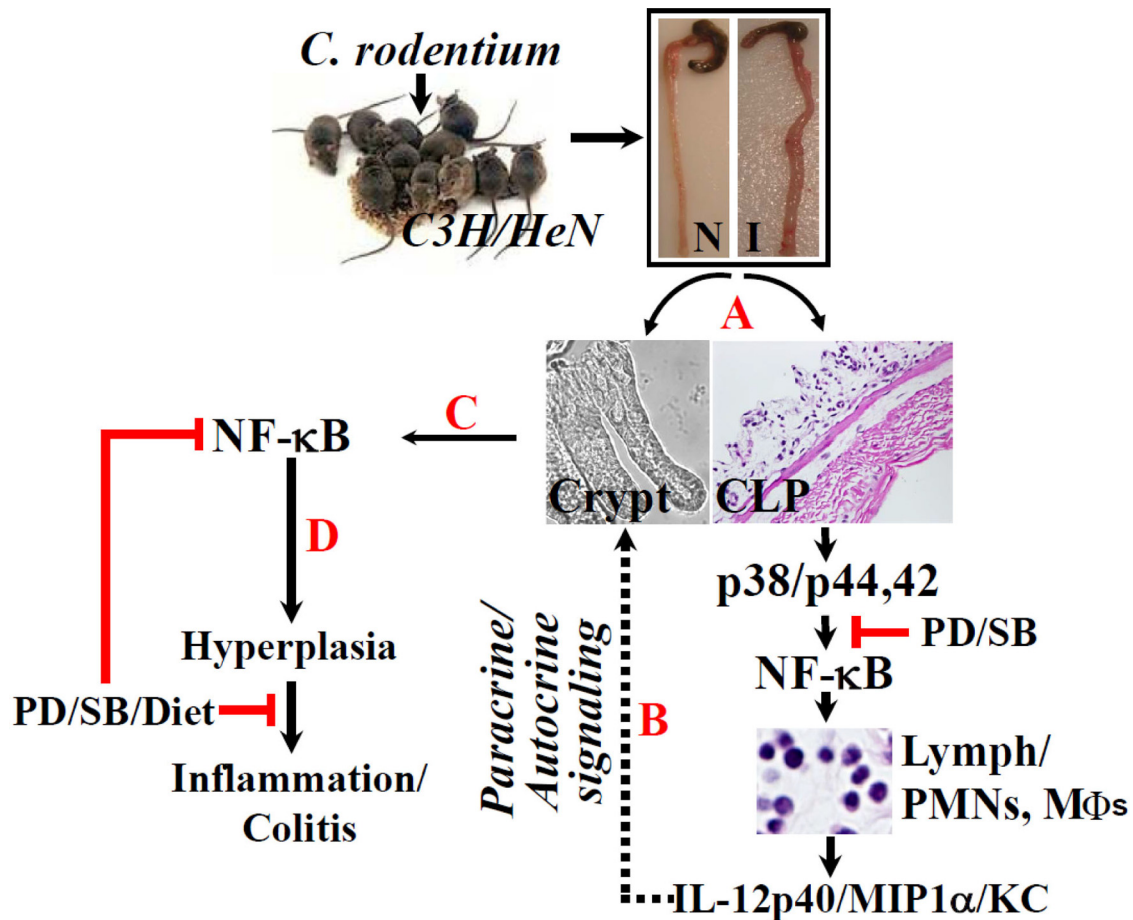 C. rodentium
C3H/HeN
N
I
A
Crypt
CLP
C
NF-κB
D
Hyperplasia
PD/SB/Diet
Inflammation/
Colitis
p38/p44,42
PD/SB
NF-κB
Lymph/
PMNs, MΦs
IL-12p40/MIP1α/KC
B
Paracrine/
Autocrine
signaling